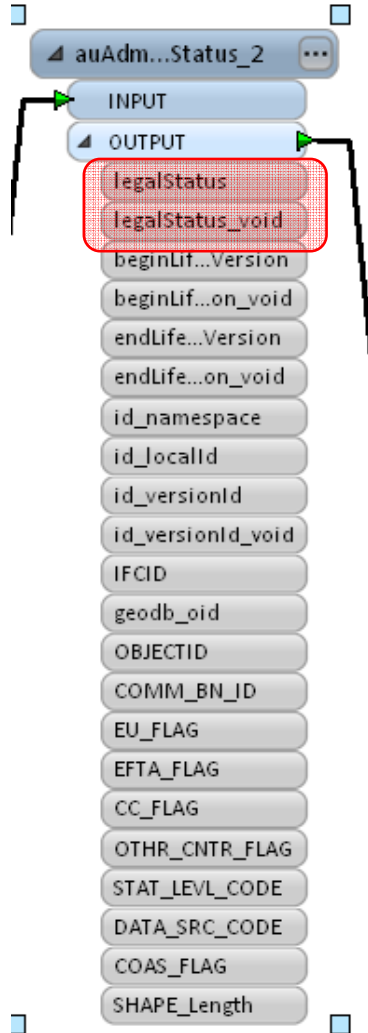 auAdm...Status_2
INPUT
OUTPUT
legalStatus
legalStatus_void
beginLif...Version
beginLif...on_void
endLife...Version
endLife...on_void
id_namespace
id_localId
id_versionId
id_versionId_void
IFCID
geodb_oid
OBJECTID
COMM_BN_ID
EU_FLAG
EFTA_FLAG
CC_FLAG
OTHR_CNTR_FLAG
STAT_LEVL_CODE
DATA_SRC_CODE
COAS_FLAG
SHAPE_Length